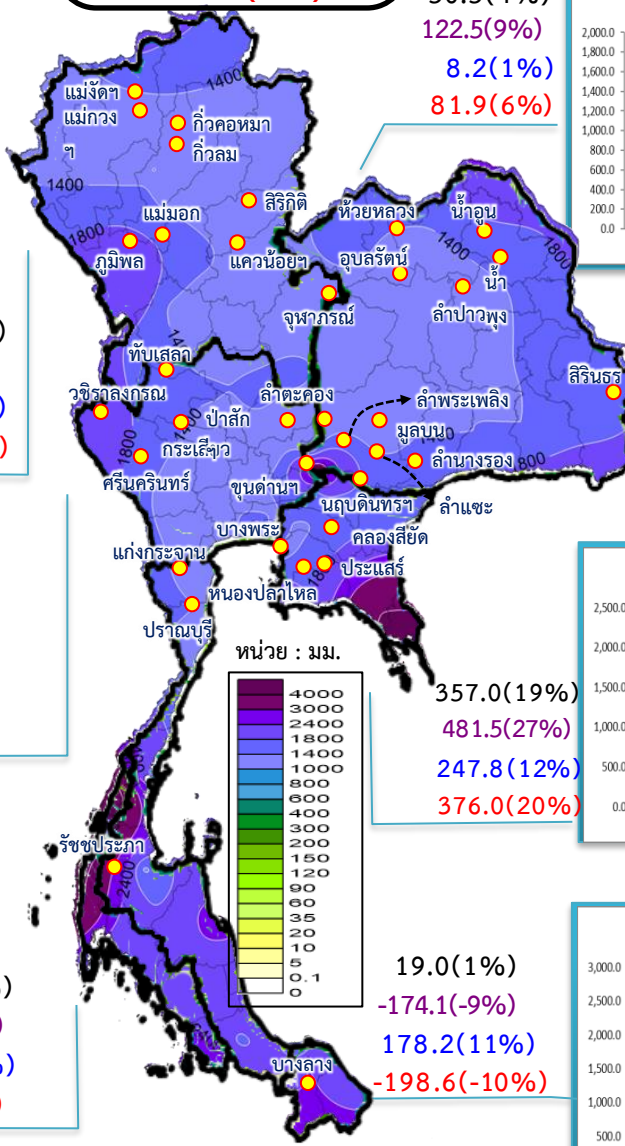 122.5(9%)
8.2(1%)
81.9(6%)
2,000.0
1,800.0
1,600.0
1,400.0
1,200.0
1,000.0
800.0
600.0
400.0
200.0
0.0
1400
แม่งัดฯ
แม่กวง
ฯ
กิ่วคอหมา
กิ่วลม
1400
สิริกิติ์
แม่มอก
1800
ภูมิพล
แควน้อยฯ
ห้วยหลวง
น้ำอูน
1400
1800
อุบลรัตน์
น้ำ
ลำปาวพุง
จุฬาภรณ์
ทับเสลา
สิรินธร
วชิราลงกรณ
ลำตะคอง
ลำพระเพลิง
ป่าสักฯ
มูลบน
1800
กระเสียว
ลำนางรอง
ศรีนครินทร์
ขุนด่านฯ
นฤบดินทรฯ
ลำแซะ
บางพระ
คลองสียัด
แก่งกระจาน
ประแสร์
หนองปลาไหล
ปราณบุรี
2,500.0
2,000.0
1,500.0
1,000.0
500.0
0.0
หน่วย : มม.
4000
3000
2400
1800
1400
1000
800
600
400
300
200
150
120
90
60
35
20
10
5
0.1
0
357.0(19%)
481.5(27%)
247.8(12%)
376.0(20%)
รัชชประภา
2400
19.0(1%)
-174.1(-9%)
178.2(11%)
-198.6(-10%)
บางลาง
3,000.0
2,500.0
2,000.0
1,500.0
1,000.0
500.0